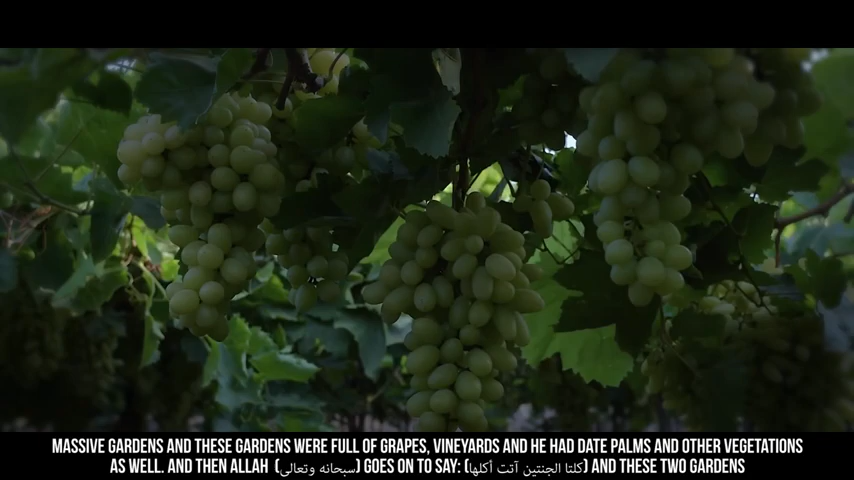 MASSIVE GARDENS AND THESE GARDENS WERE FULL OF GRAPES, VINEYARDS AND HE HAD DATE PALMS AND OTHER VEGETATIONS
AS WELL. AND THEN ALLAH (سبحانه وتعالى) GOES ON TO SAY: (كلتا الجنتين آتت أكلها) AND THESE TWO GARDENS